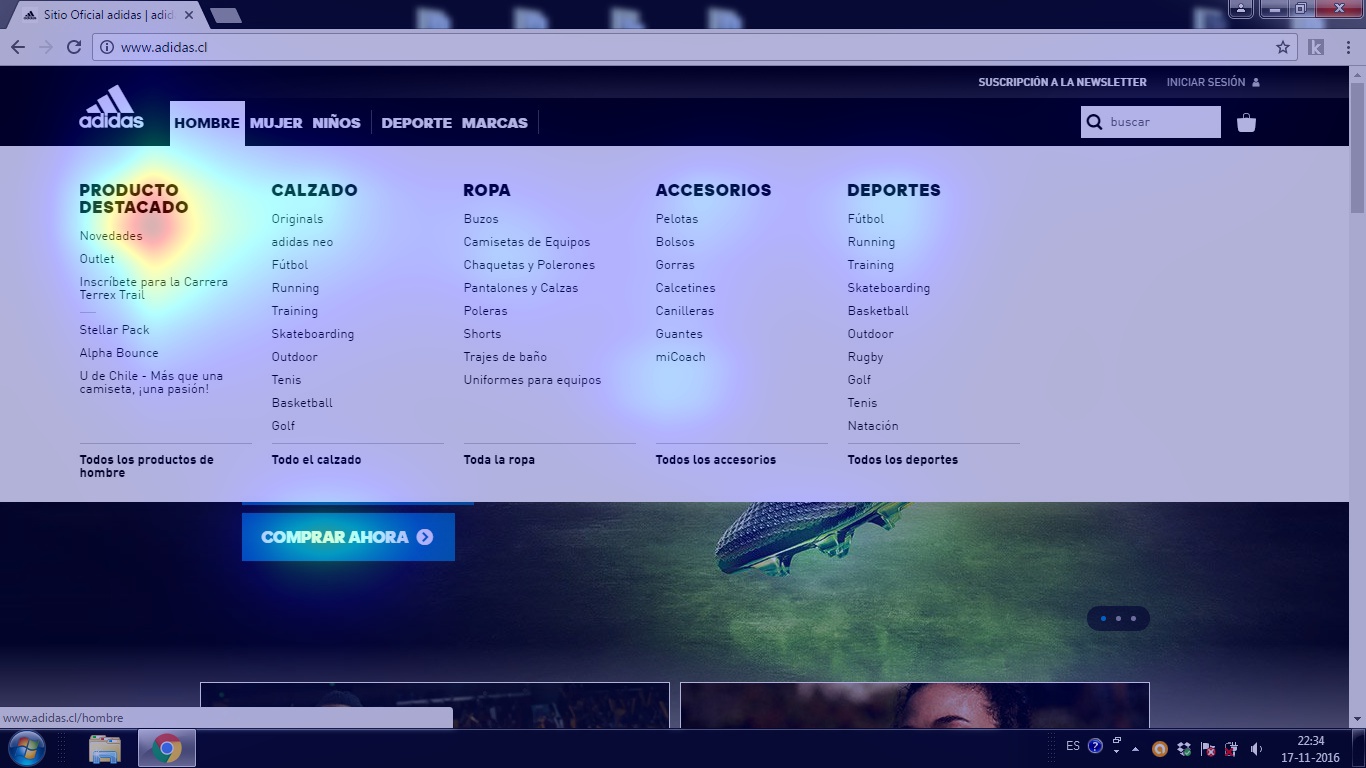 Sitio Oficial adidas | adid
www.adidas.cl
SUSCRIPCIÓN A LA NEWSLETTER
INICIAR SESIÓN
adidas
HOMBRE
MUJER
NIÑOS
DEPORTE
MARCAS
buscar
PRODUCTO
DESTACADO
Novedades
Outlet
Inscríbete para la Carrera
Terrex Trail
Stellar Pack
Alpha Bounce
U de Chile - Más que una
camiseta, ¡una pasión!
Todos los productos de
hombre
CALZADO
Originals
adidas neo
Fútbol
Running
Training
Skateboarding
Outdoor
Tenis
Basketball
Golf
Todo el calzado
ROPA
Buzos
Camisetas de Equipos
Chaquetas y Polerones
Pantalones y Calzas
Poleras
Shorts
Trajes de baño
Uniformes para equipos
Toda la ropa
ACCESORIOS
Pelotas
Bolsos
Gorras
Calcetines
Canilleras
Guantes
miCoach
Todos los accesorios
DEPORTES
Fútbol
Running
Training
Skateboarding
Basketball
Outdoor
Rugby
Golf
Tenis
Natación
Todos los deportes
COMPRAR AHORA
www.adidas.cl/hombre
ES
22:34
17-11-2016